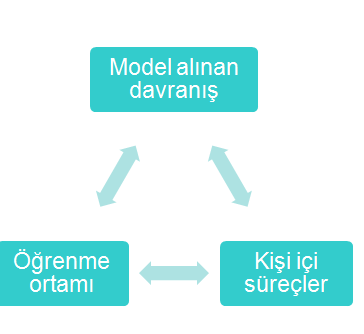 Model alınan
davranış
Öğrenme
ortamı
Kişi içi
süreçler